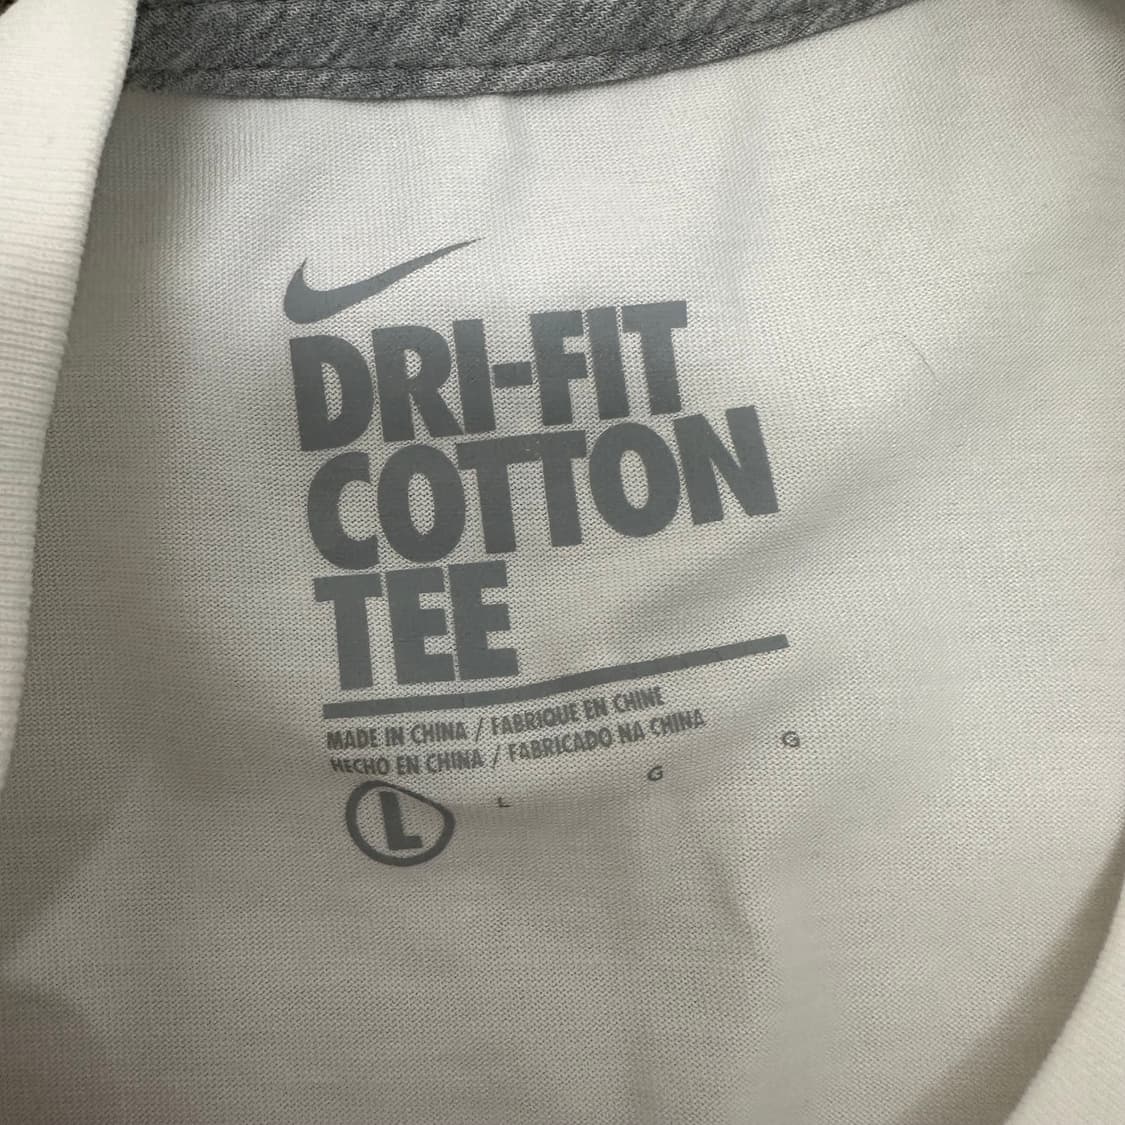 DRI-FIT
COTTON
TEE
MADE IN CHINA / FABRIQUE EN CHINE
HECHO EN CHINA / FABRICADO NA CHINA
L L G G